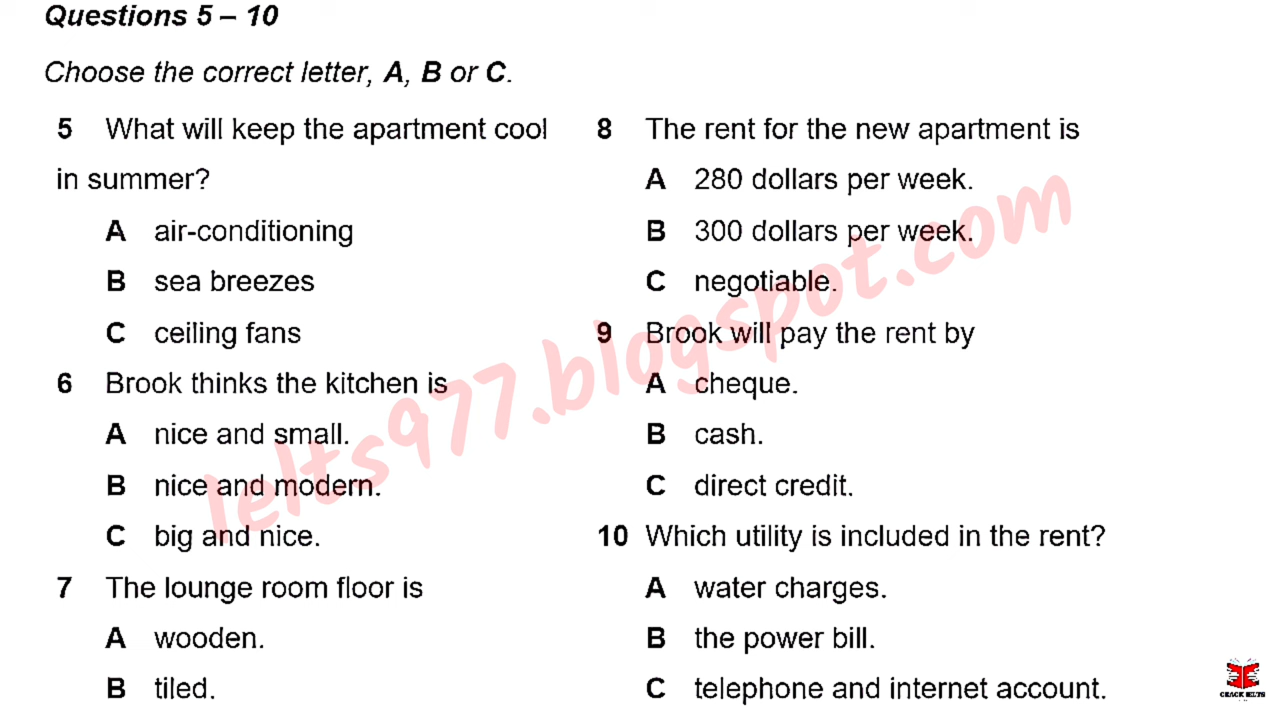 Questions 5 – 10
Choose the correct letter, A, B or C.
5 What will keep the apartment cool
in summer?
A air-conditioning
B sea breezes
C ceiling fans
6 Brook thinks the kitchen is
A nice and small.
B nice and modern.
C big and nice.
7 The lounge room floor is
A wooden.
B tiled.
8 The rent for the new apartment is
A 280 dollars per week.
B 300 dollars per week.
C negotiable.
9 Brook will pay the rent by
A cheque.
B cash.
C direct credit.
10 Which utility is included in the rent?
A water charges.
B the power bill.
C telephone and internet account.
Ielts977.blogspot.com
CRACK IELTS